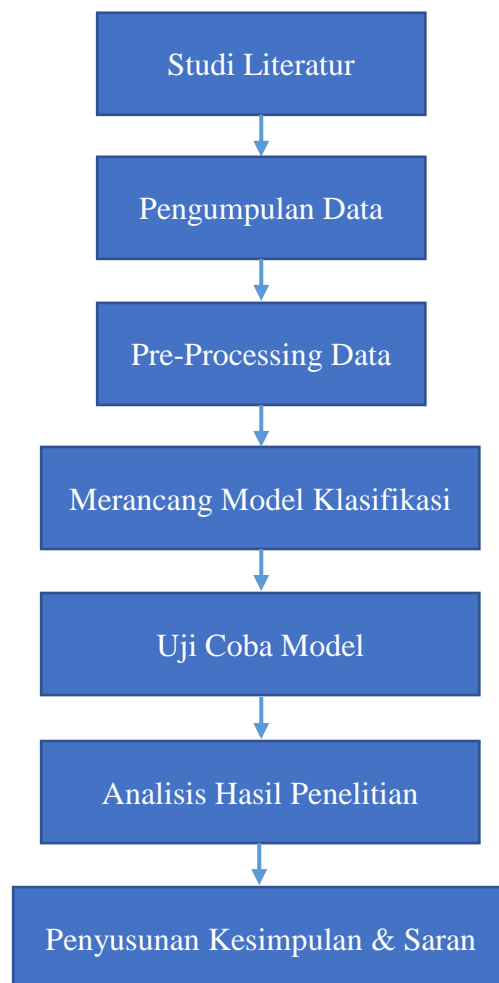 Studi Literatur
Pengumpulan Data
Pre-Processing Data
Merancang Model Klasifikasi
Uji Coba Model
Analisis Hasil Penelitian
Penyusunan Kesimpulan & Saran